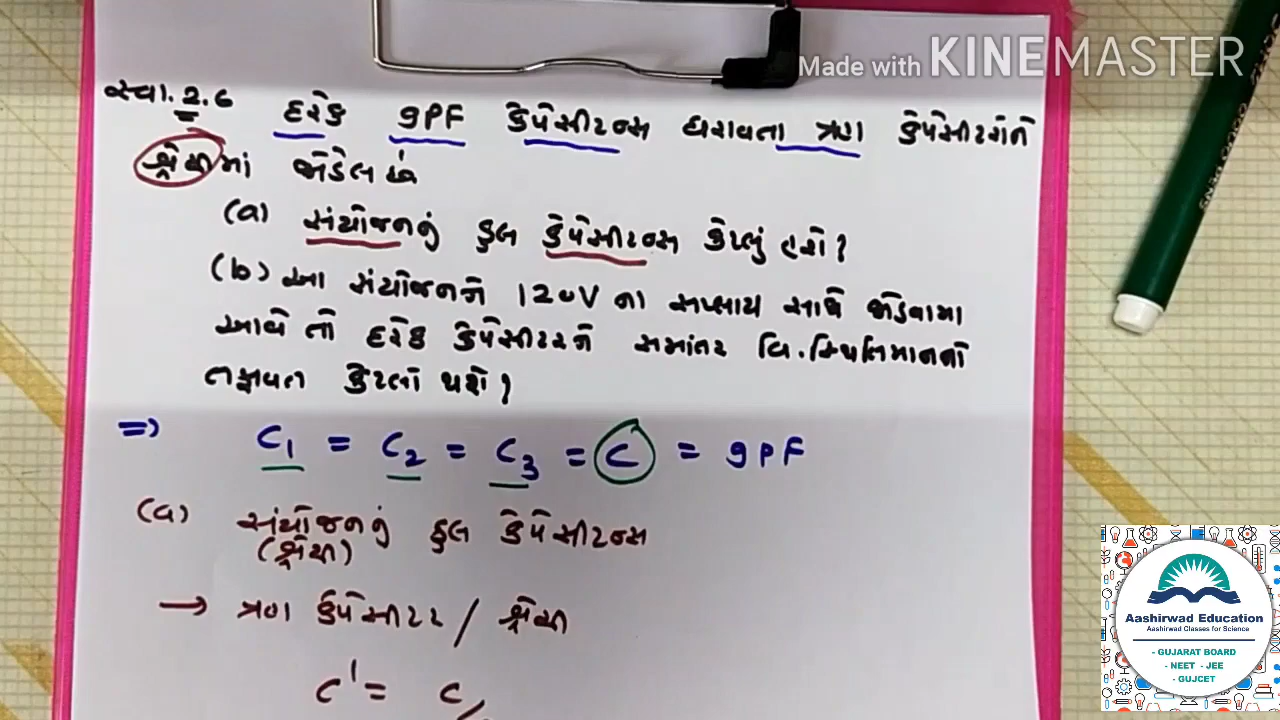 Made with KINEMASTER
સ્વા. 2.6 દરેક 9PF કેપેસીટન્સ ધરાવતા ત્રણ કેપેસીટરોને
શ્રેણીમાં જોડેલ છે
(a) સંયોજનનું કુલ કેપેસીટન્સ કેટલું હશે?
(b) આ સંયોજનને 120V ના સપ્લાય સાથે જોડવામા
આવે તો દરેક કેપેસીટરને સમાંતર વિ.સ્થિતિમાનનો
તફાવત કેટલો થશે?
=> C1 = C2 = C3 = C = 9PF
(a) સંયોજનનું કુલ કેપેસીટન્સ
(શ્રેણી)
→ ત્રણ કેપેસીટર / શ્રેણી
C' = C/
Aashirwad Education
Aashirwad Classes for Science
- GUJARAT BOARD
- NEET - JEE
- GUJCET